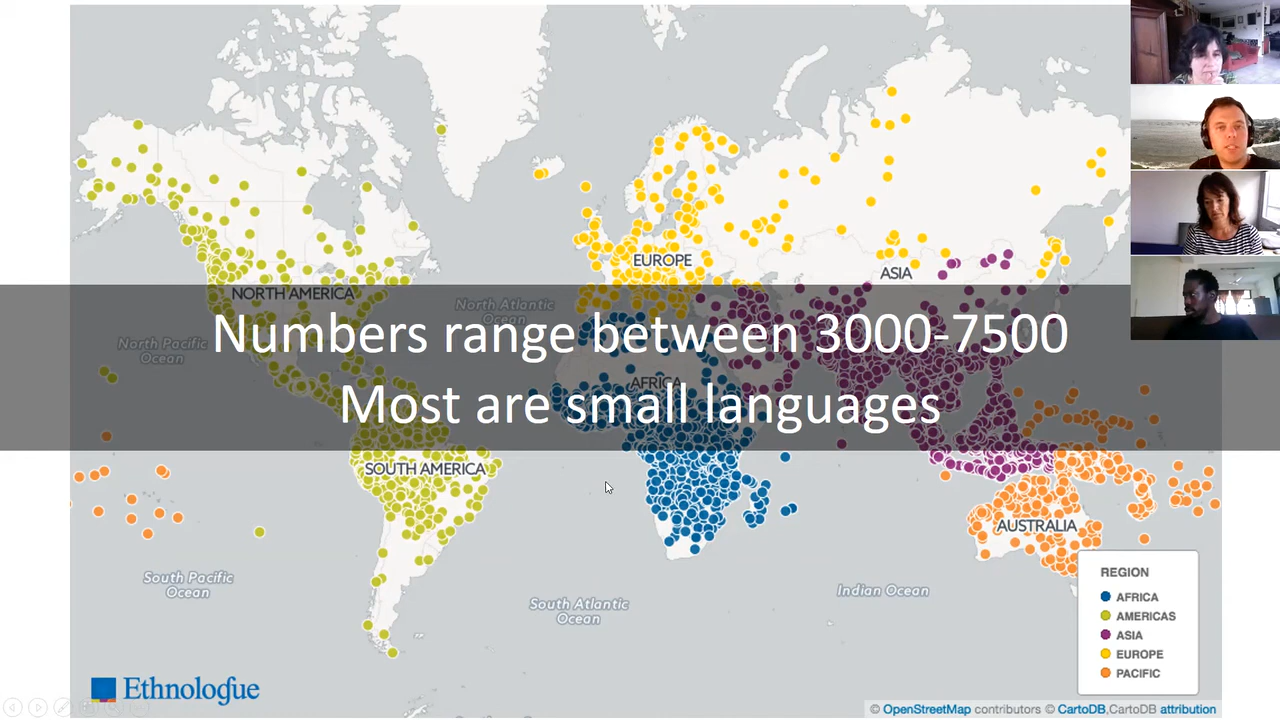 EUROPE
ASIA
NORTH AMERICA
North Atlantic
Ocean
Numbers range between 3000-7500
North Pacific
Ocean
AFRICA
Most are small languages
SOUTH AMERICA
AUSTRALIA
South Pacific
Ocean
South Atlantic
Ocean
Indian Ocean
REGION
AFRICA
AMERICAS
ASIA
EUROPE
PACIFIC
Ethnologue
© OpenStreetMap contributors © CartoDB,CartoDB attribution